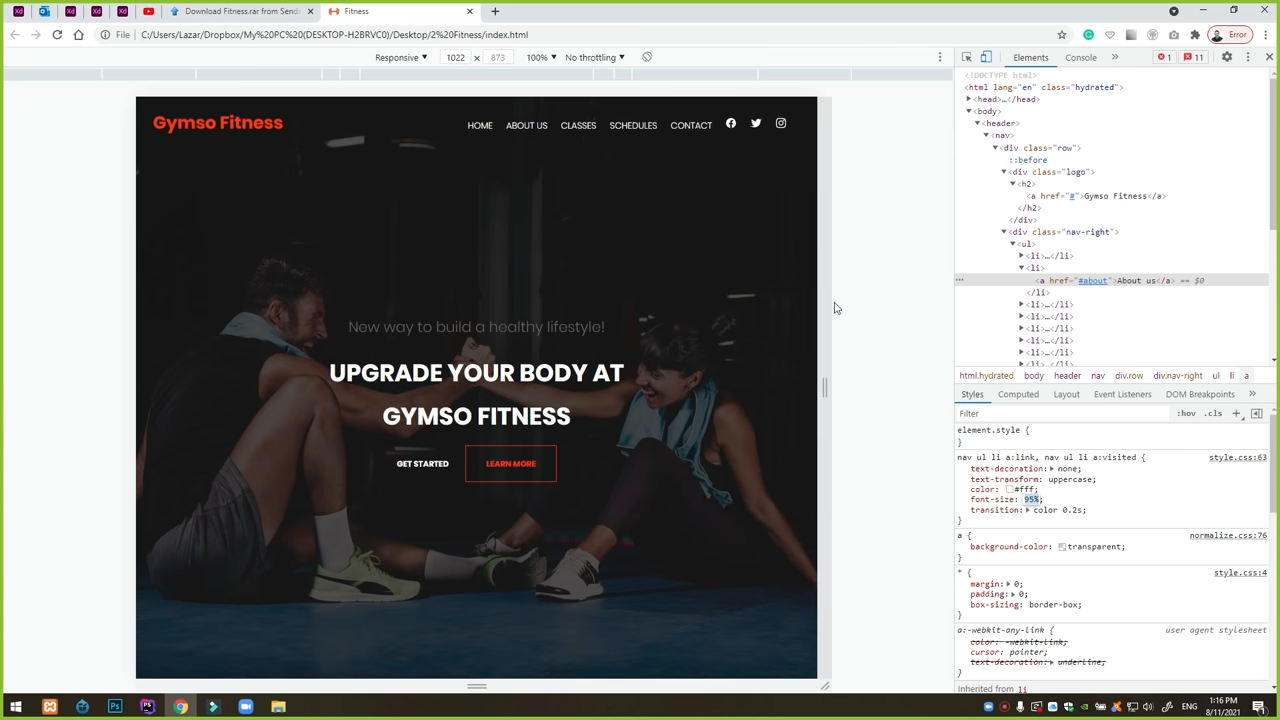 Download Fitness.rar from Send
Fitness
File
C:/Users/Lazar/Dropbox/My%20PC%20(DESKTOP-H2BRVC0)/Desktop/2%20Fitness/index.html
Error
Responsive
1022
x
873
100%
No throttling
Elements
Console
1
11
Gymso Fitness
HOME
ABOUT US
CLASSES
SCHEDULES
CONTACT
New way to build a healthy lifestyle!
UPGRADE YOUR BODY AT
GYMSO FITNESS
GET STARTED
LEARN MORE
<!DOCTYPE html>
<html lang="en" class="hydrated">
<head>…</head>
<body>
<header>
<nav>
<div class="row">
::before
<div class="logo">
<h2>
<a href="#">Gymso Fitness</a>
</h2>
</div>
<div class="nav-right">
<ul>
<li>…</li>
<li>
<a href="#about">About us</a> == $0
</li>
<li>…</li>
<li>…</li>
<li>…</li>
<li>…</li>
<li>…</li>
<li>…</li>
html.hydrated body header nav div.row div.nav-right ul li a
Styles Computed Layout Event Listeners DOM Breakpoints
Filter
:hov .cls +
element.style {
}
nav ul li a:link, nav ul li a:visited { style.css:63
text-decoration: none;
text-transform: uppercase;
color: #fff;
font-size: 95%;
transition: color 0.2s;
}
a { normalize.css:76
background-color: transparent;
}
* { style.css:4
margin: 0;
padding: 0;
box-sizing: border-box;
}
a:-webkit-any-link { user agent stylesheet
color: -webkit-link;
cursor: pointer;
text-decoration: underline;
}
Inherited from li
ENG
1:16 PM
8/11/2021